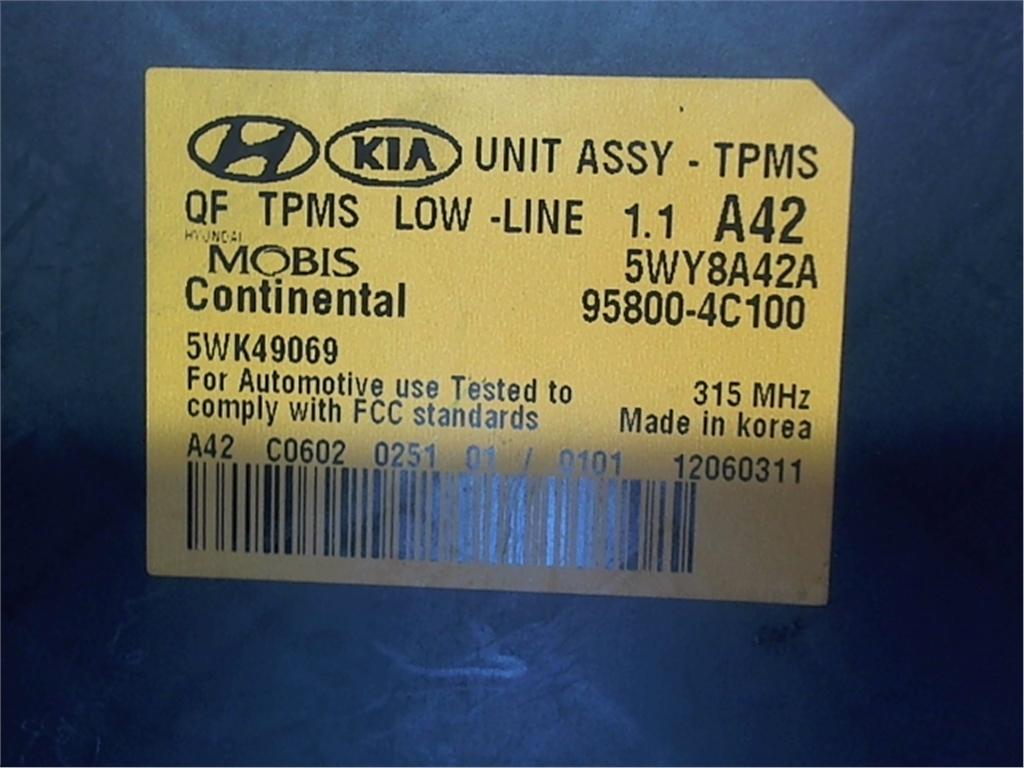 KIA UNIT ASSY - TPMS
QF TPMS LOW -LINE 1.1 A42
HYUNDAI
MOBIS 5WY8A42A
Continental 95800-4C100
5WK49069
For Automotive use Tested to 315 MHz
comply with FCC standards Made in korea
A42 C0602 0251 01 / 0101 12060311